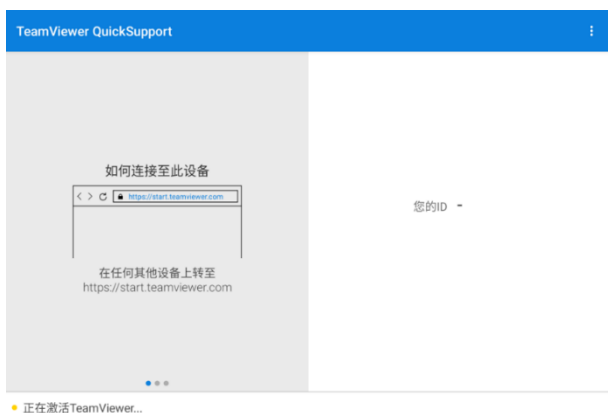 TeamViewer QuickSupport
如何连接至此设备
https://start.teamviewer.com
在任何其他设备上转至
https://start.teamviewer.com
您的ID -
正在激活TeamViewer...